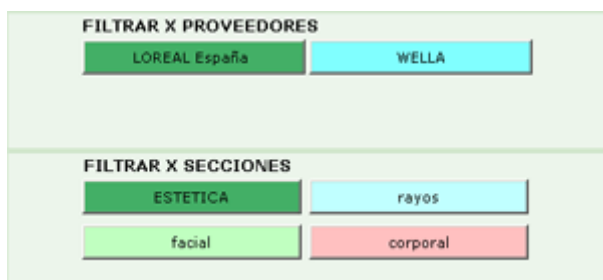 FILTRAR X PROVEEDORES
LOREAL España WELLA
FILTRAR X SECCIONES
ESTETICA rayos
facial corporal